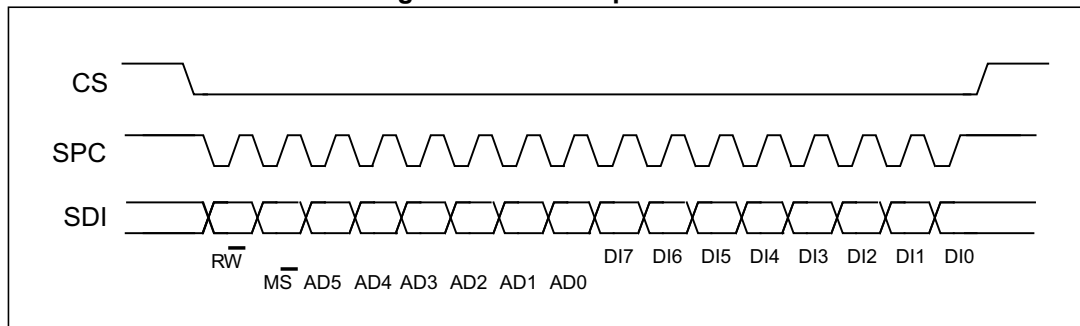 CS
SPC
SDI
RW̅
DI7 DI6 DI5 DI4 DI3 DI2 DI1 DI0
MS̅ AD5 AD4 AD3 AD2 AD1 AD0